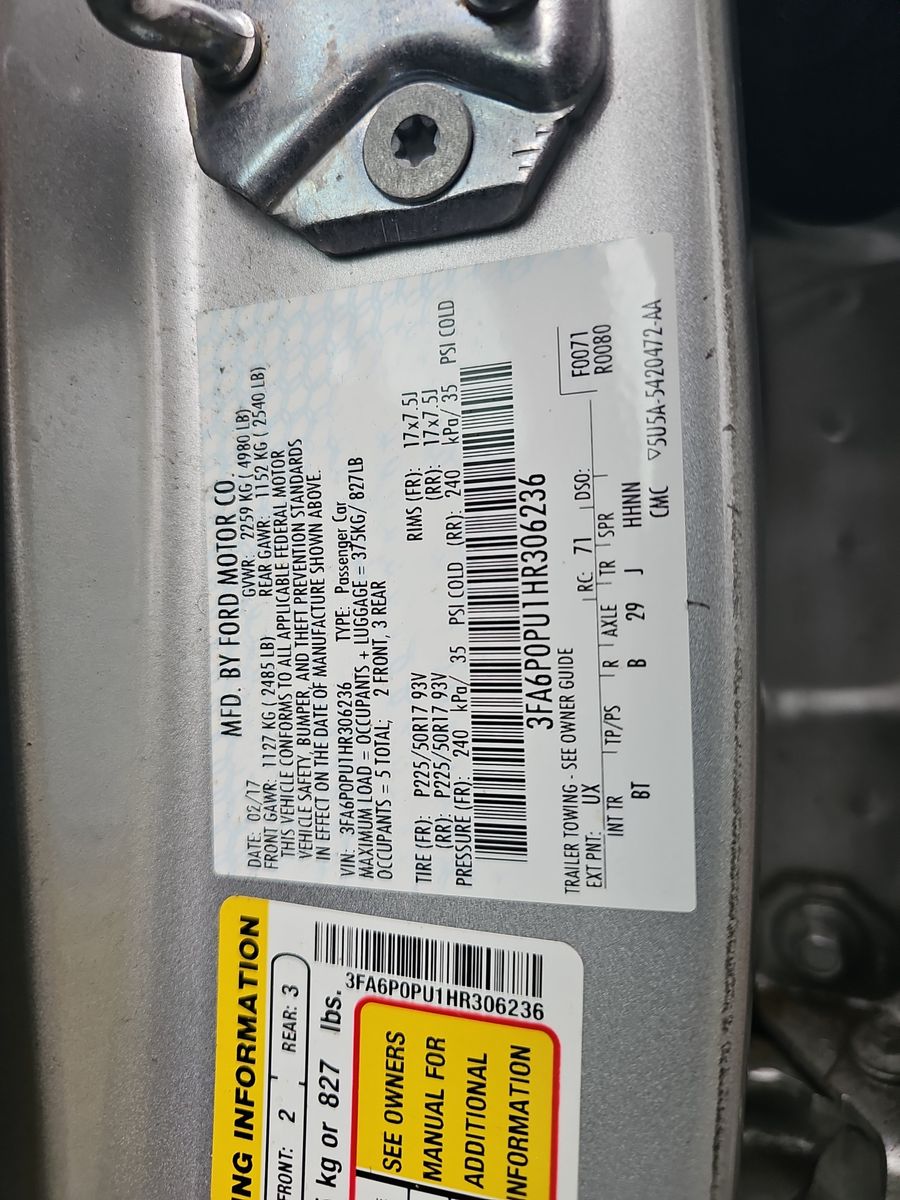 MFD. BY FORD MOTOR CO.
DATE: 02/17 GVWR: 2259 KG ( 4980 LB)
FRONT GAWR: 1127 KG ( 2485 LB) REAR GAWR: 1152 KG ( 2540 LB)
THIS VEHICLE CONFORMS TO ALL APPLICABLE FEDERAL MOTOR
VEHICLE SAFETY, BUMPER, AND THEFT PREVENTION STANDARDS
IN EFFECT ON THE DATE OF MANUFACTURE SHOWN ABOVE.
VIN: 3FA6P0PU1HR306236 TYPE: Passenger Car
MAXIMUM LOAD = OCCUPANTS + LUGGAGE = 375KG/ 827LB
OCCUPANTS = 5 TOTAL; 2 FRONT, 3 REAR
TIRE (FR): P225/50R17 93V RIMS (FR): 17x7.5J
(RR): P225/50R17 93V (RR): 17x7.5J
PRESSURE (FR): 240 kPa/ 35 PSI COLD (RR): 240 kPa/ 35 PSI COLD
3FA6P0PU1HR306236
TRAILER TOWING - SEE OWNER GUIDE
F0071
EXT PNT: UX RC: 71 DSO: R0080
INT TR TP/PS R AXLE TR SPR
BT B 29 J HHNN
CMC ▽5U5A-5420472-AA
NG INFORMATION
FRONT: 2 REAR: 3
kg or 827 lbs.
3FA6P0PU1HR306236
SEE OWNERS
MANUAL FOR
ADDITIONAL
INFORMATION